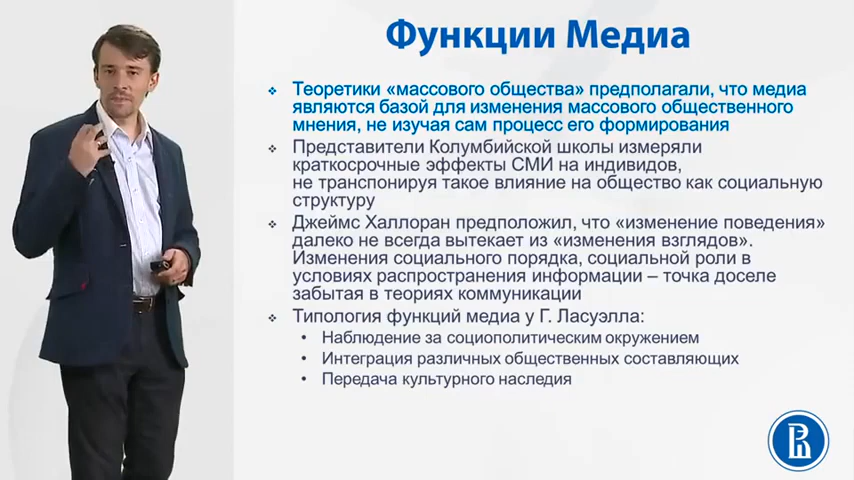 Функции Медиа
Теоретики «массового общества» предполагали, что медиа
являются базой для изменения массового общественного
мнения, не изучая сам процесс его формирования
Представители Колумбийской школы измеряли
краткосрочные эффекты СМИ на индивидов,
не транспонируя такое влияние на общество как социальную
структуру
Джеймс Халлоран предположил, что «изменение поведения»
далеко не всегда вытекает из «изменения взглядов».
Изменения социального порядка, социальной роли в
условиях распространения информации – точка доселе
забытая в теориях коммуникации
Типология функций медиа у Г. Ласуэлла:
Наблюдение за социополитическим окружением
Интеграция различных общественных составляющих
Передача культурного наследия